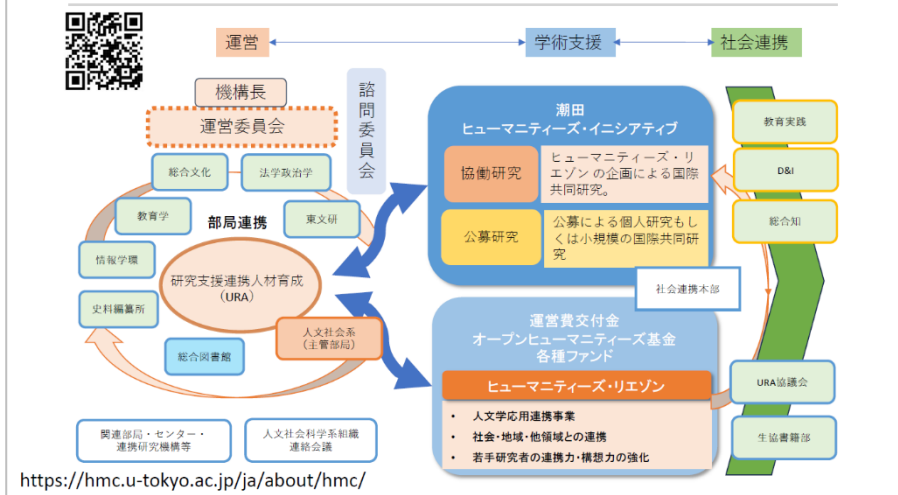 運営
学術支援
社会連携
機構長
運営委員会
諮問委員会
潮田
ヒューマニティーズ・イニシアティブ
協働研究
ヒューマニティーズ・リ
エゾン の企画による国際
共同研究。
公募研究
公募による個人研究もし
くは小規模の国際共同研
究
教育実践
D&I
総合知
総合文化
法学政治学
教育学
部局連携
東文研
情報学環
研究支援連携人材育成
（URA）
史料編纂所
人文社会系
（主管部局）
総合図書館
社会連携本部
運営費交付金
オープンヒューマニティーズ基金
各種ファンド
ヒューマニティーズ・リエゾン
• 人文学応用連携事業
• 社会・地域・他領域との連携
• 若手研究者の連携力・構想力の強化
URA協議会
生協書籍部
関連部局・センター・
連携研究機構等
人文社会科学系組織
連絡会議
https://hmc.u-tokyo.ac.jp/ja/about/hmc/